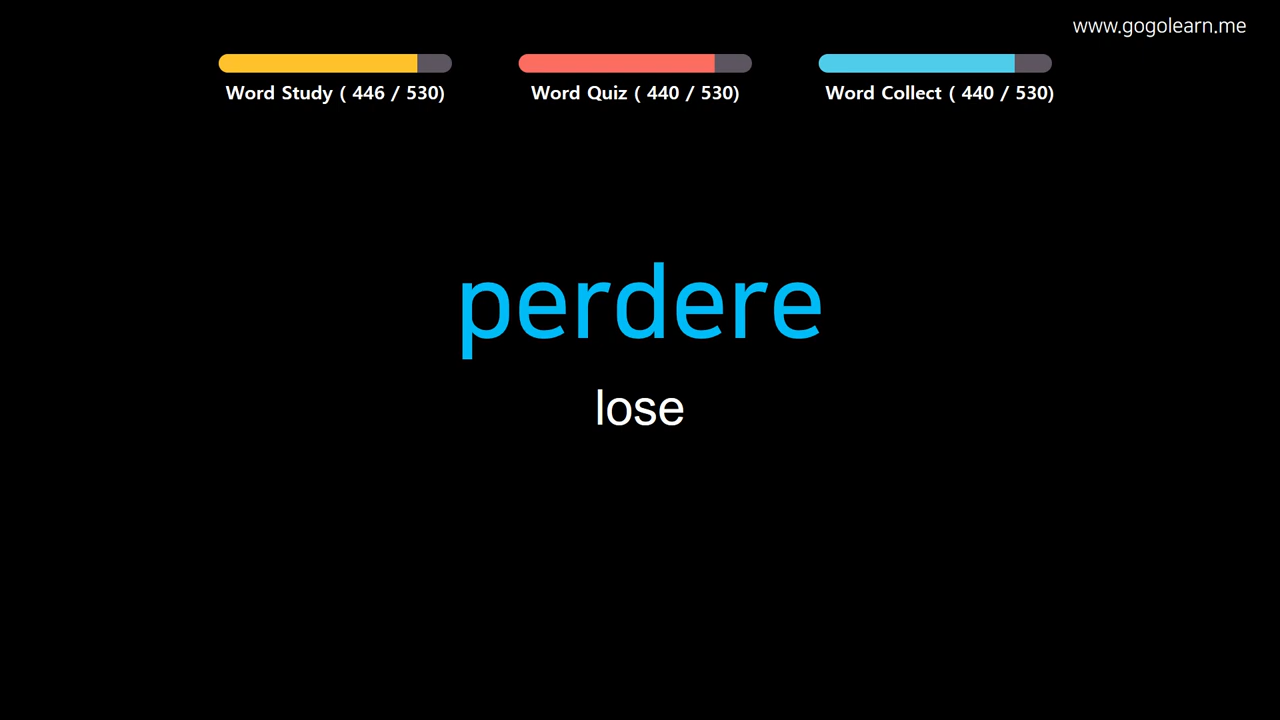 www.gogolearn.me
Word Study ( 446 / 530)
Word Quiz ( 440 / 530)
Word Collect ( 440 / 530)
perdere
lose